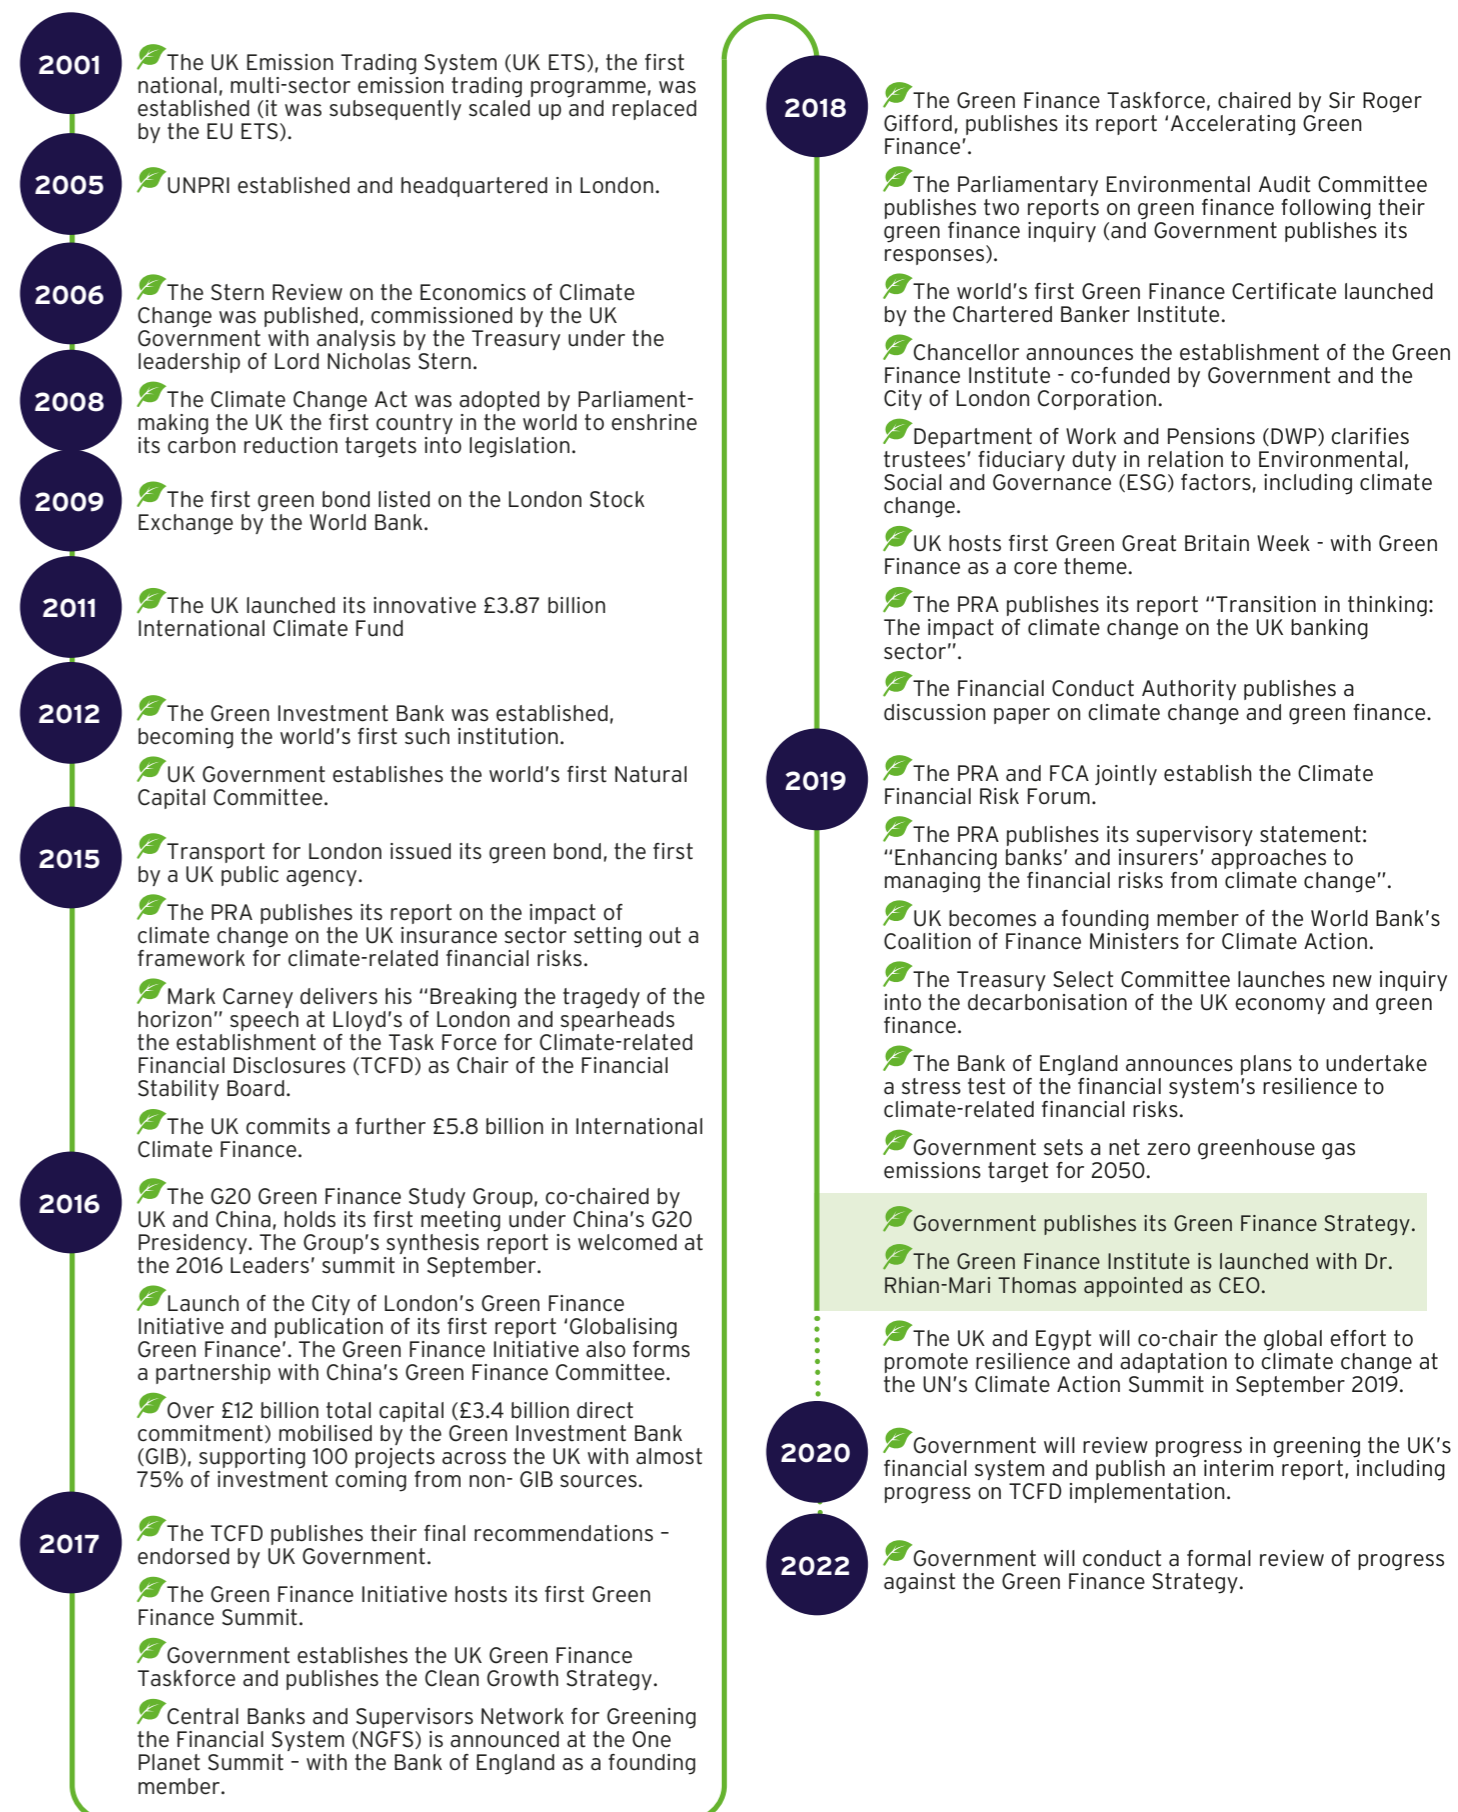 2001
The UK Emission Trading System (UK ETS), the first
national, multi-sector emission trading programme, was
established (it was subsequently scaled up and replaced
by the EU ETS).
2005
UNPRI established and headquartered in London.
2006
The Stern Review on the Economics of Climate
Change was published, commissioned by the UK
Government with analysis by the Treasury under the
leadership of Lord Nicholas Stern.
2008
The Climate Change Act was adopted by Parliament-
making the UK the first country in the world to enshrine
its carbon reduction targets into legislation.
2009
The first green bond listed on the London Stock
Exchange by the World Bank.
2011
The UK launched its innovative £3.87 billion
International Climate Fund
2012
The Green Investment Bank was established,
becoming the world's first such institution.
UK Government establishes the world's first Natural
Capital Committee.
2015
Transport for London issued its green bond, the first
by a UK public agency.
The PRA publishes its report on the impact of
climate change on the UK insurance sector setting out a
framework for climate-related financial risks.
Mark Carney delivers his “Breaking the tragedy of the
horizon” speech at Lloyd's of London and spearheads
the establishment of the Task Force for Climate-related
Financial Disclosures (TCFD) as Chair of the Financial
Stability Board.
The UK commits a further £5.8 billion in International
Climate Finance.
2016
The G20 Green Finance Study Group, co-chaired by
UK and China, holds its first meeting under China's G20
Presidency. The Group's synthesis report is welcomed at
the 2016 Leaders' summit in September.
Launch of the City of London's Green Finance
Initiative and publication of its first report ‘Globalising
Green Finance’. The Green Finance Initiative also forms
a partnership with China's Green Finance Committee.
Over £12 billion total capital (£3.4 billion direct
commitment) mobilised by the Green Investment Bank
(GIB), supporting 100 projects across the UK with almost
75% of investment coming from non- GIB sources.
2017
The TCFD publishes their final recommendations –
endorsed by UK Government.
The Green Finance Initiative hosts its first Green
Finance Summit.
Government establishes the UK Green Finance
Taskforce and publishes the Clean Growth Strategy.
Central Banks and Supervisors Network for Greening
the Financial System (NGFS) is announced at the One
Planet Summit – with the Bank of England as a founding
member.
2018
The Green Finance Taskforce, chaired by Sir Roger
Gifford, publishes its report ‘Accelerating Green
Finance’.
The Parliamentary Environmental Audit Committee
publishes two reports on green finance following their
green finance inquiry (and Government publishes its
responses).
The world's first Green Finance Certificate launched
by the Chartered Banker Institute.
Chancellor announces the establishment of the Green
Finance Institute - co-funded by Government and the
City of London Corporation.
Department of Work and Pensions (DWP) clarifies
trustees' fiduciary duty in relation to Environmental,
Social and Governance (ESG) factors, including climate
change.
UK hosts first Green Great Britain Week - with Green
Finance as a core theme.
The PRA publishes its report “Transition in thinking:
The impact of climate change on the UK banking
sector”.
The Financial Conduct Authority publishes a
discussion paper on climate change and green finance.
2019
The PRA and FCA jointly establish the Climate
Financial Risk Forum.
The PRA publishes its supervisory statement:
“Enhancing banks' and insurers' approaches to
managing the financial risks from climate change”.
UK becomes a founding member of the World Bank's
Coalition of Finance Ministers for Climate Action.
The Treasury Select Committee launches new inquiry
into the decarbonisation of the UK economy and green
finance.
The Bank of England announces plans to undertake
a stress test of the financial system's resilience to
climate-related financial risks.
Government sets a net zero greenhouse gas
emissions target for 2050.
Government publishes its Green Finance Strategy.
The Green Finance Institute is launched with Dr.
Rhian-Mari Thomas appointed as CEO.
The UK and Egypt will co-chair the global effort to
promote resilience and adaptation to climate change at
the UN's Climate Action Summit in September 2019.
2020
Government will review progress in greening the UK's
financial system and publish an interim report, including
progress on TCFD implementation.
2022
Government will conduct a formal review of progress
against the Green Finance Strategy.